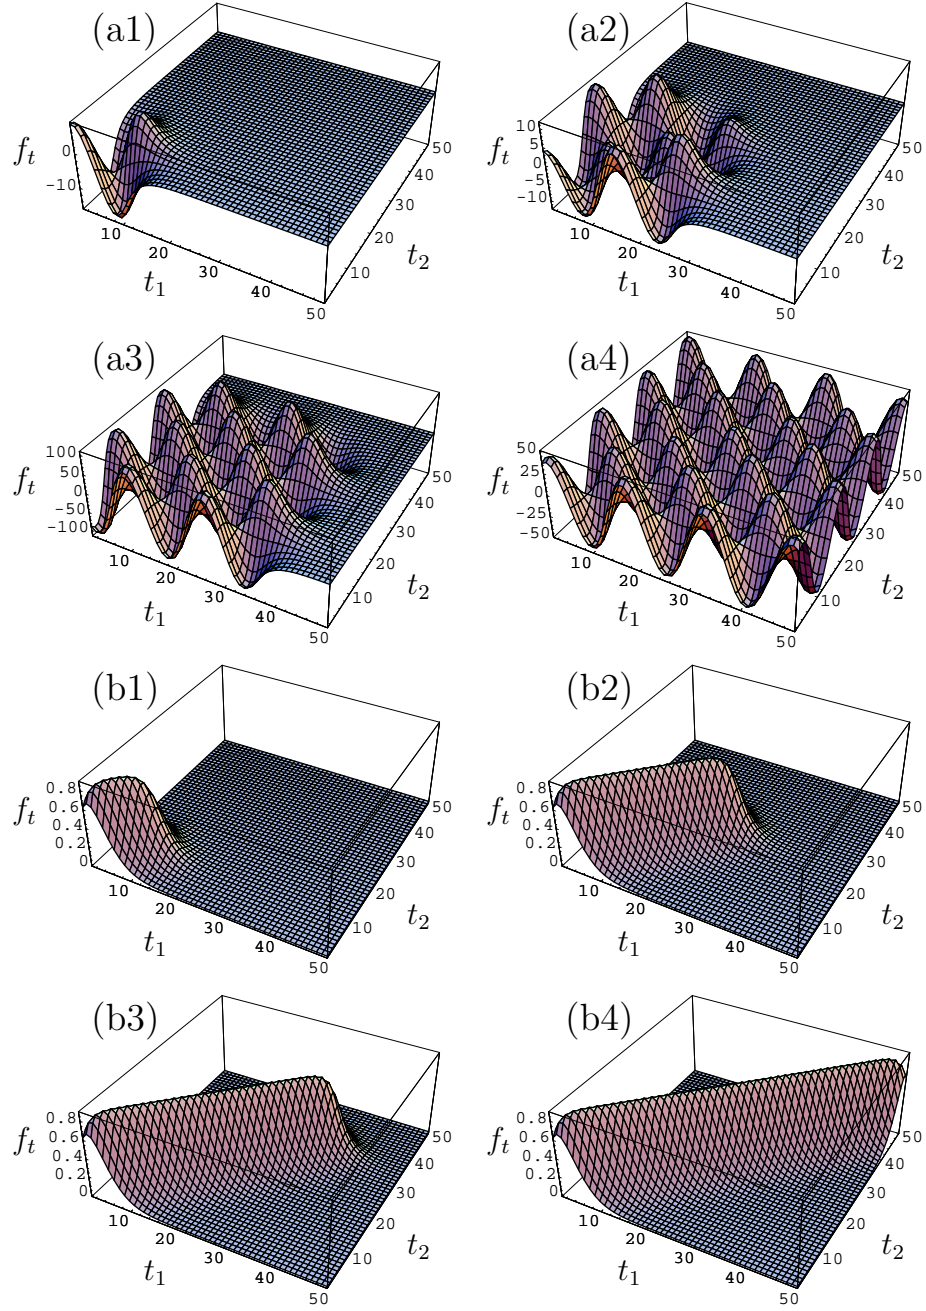 (a1) (a2)
f_t 0 -10 10 20 30 40 50 t_1 10 20 30 40 50 t_2
f_t 10 5 0 -5 -10 10 20 30 40 50 t_1 10 20 30 40 50 t_2
(a3) (a4)
f_t 100 50 0 -50 -100 10 20 30 40 50 t_1 10 20 30 40 50 t_2
f_t 50 25 0 -25 -50 10 20 30 40 50 t_1 10 20 30 40 50 t_2
(b1) (b2)
f_t 0.8 0.6 0.4 0.2 0 10 20 30 40 50 t_1 10 20 30 40 50 t_2
f_t 0.8 0.6 0.4 0.2 0 10 20 30 40 50 t_1 10 20 30 40 50 t_2
(b3) (b4)
f_t 0.8 0.6 0.4 0.2 0 10 20 30 40 50 t_1 10 20 30 40 50 t_2
f_t 0.8 0.6 0.4 0.2 0 10 20 30 40 50 t_1 10 20 30 40 50 t_2